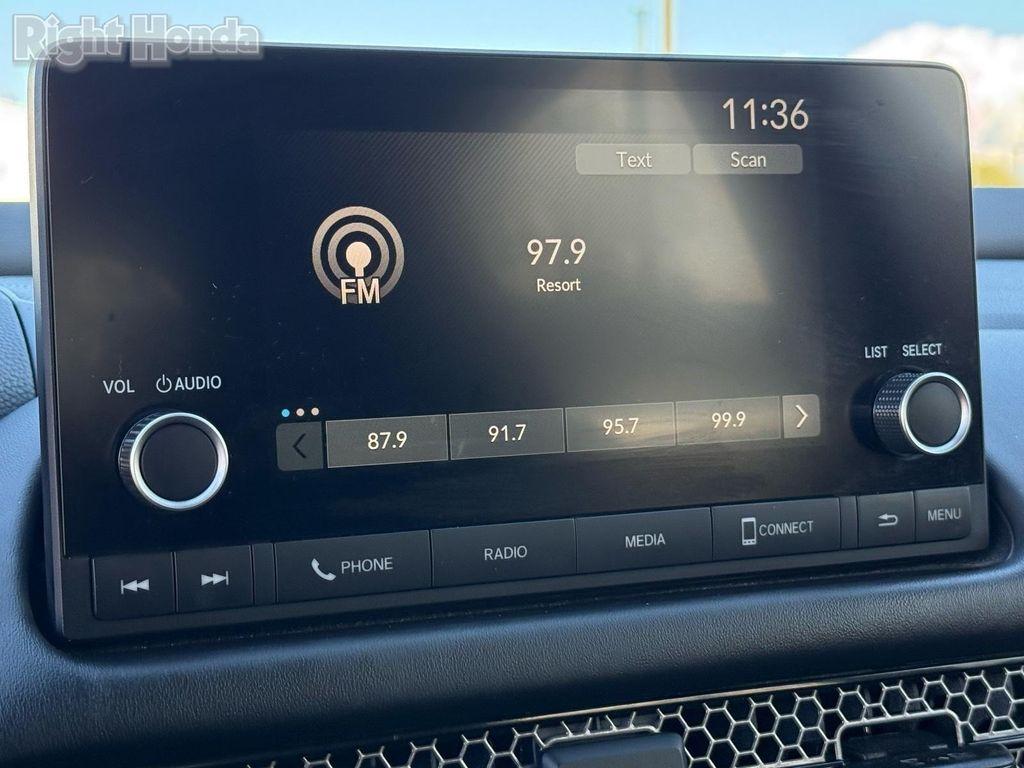 Right Honda
11:36
Text Scan
97.9
Resort
FM
LIST SELECT
VOL AUDIO
87.9 91.7 95.7 99.9
PHONE RADIO MEDIA CONNECT MENU